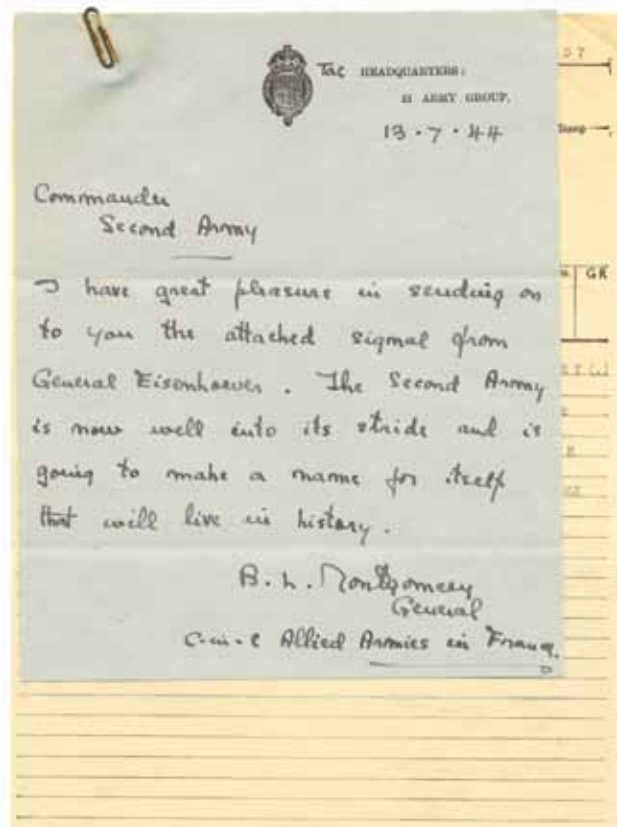 Tac HEADQUARTERS:
21 ARMY GROUP,
13 . 7 . 44
Commander
Second Army
I have great pleasure in sending on
to you the attached signal from
General Eisenhower. The Second Army
is now well into its stride and is
going to make a name for itself
that will live in history.
B. L. Montgomery
General
C-in-C Allied Armies in France.
GR